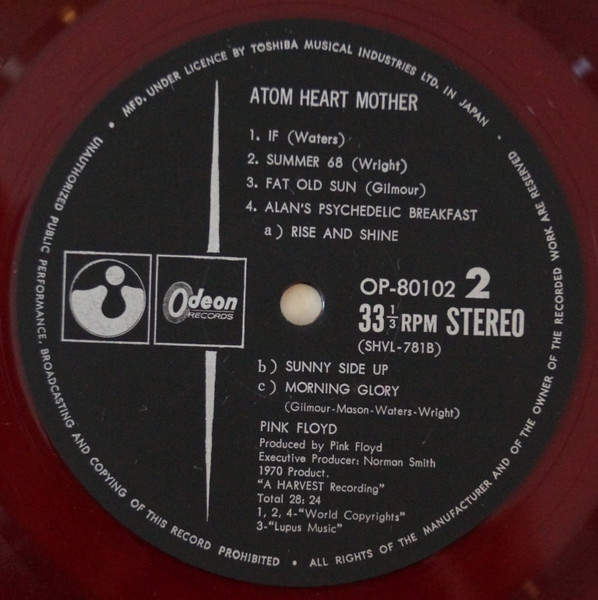 MFD. UNDER LICENCE BY TOSHIBA MUSICAL INDUSTRIES LTD. IN JAPAN •
ATOM HEART MOTHER
1. IF (Waters)
2. SUMMER 68 (Wright)
3. FAT OLD SUN (Gilmour)
4. ALAN'S PSYCHEDELIC BREAKFAST
a) RISE AND SHINE
Odeon
RECORDS
OP-80102 2
33 1/3 RPM STEREO
(SHVL-781B)
b) SUNNY SIDE UP
c) MORNING GLORY
(Gilmour-Mason-Waters-Wright)
PINK FLOYD
Produced by Pink Floyd
Executive Producer: Norman Smith
1970 Product.
"A HARVEST Recording"
Total 28: 24
1, 2, 4-"World Copyrights"
3-"Lupus Music"
• UNAUTHORIZED PUBLIC PERFORMANCE, BROADCASTING AND COPYING OF THIS RECORD PROHIBITED •
ALL RIGHTS OF THE MANUFACTURER AND OF THE OWNER OF THE RECORDED WORK ARE RESERVED